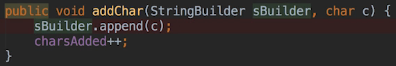 public void addChar(StringBuilder sBuilder, char c) {
    sBuilder.append(c);
    charsAdded++;
}